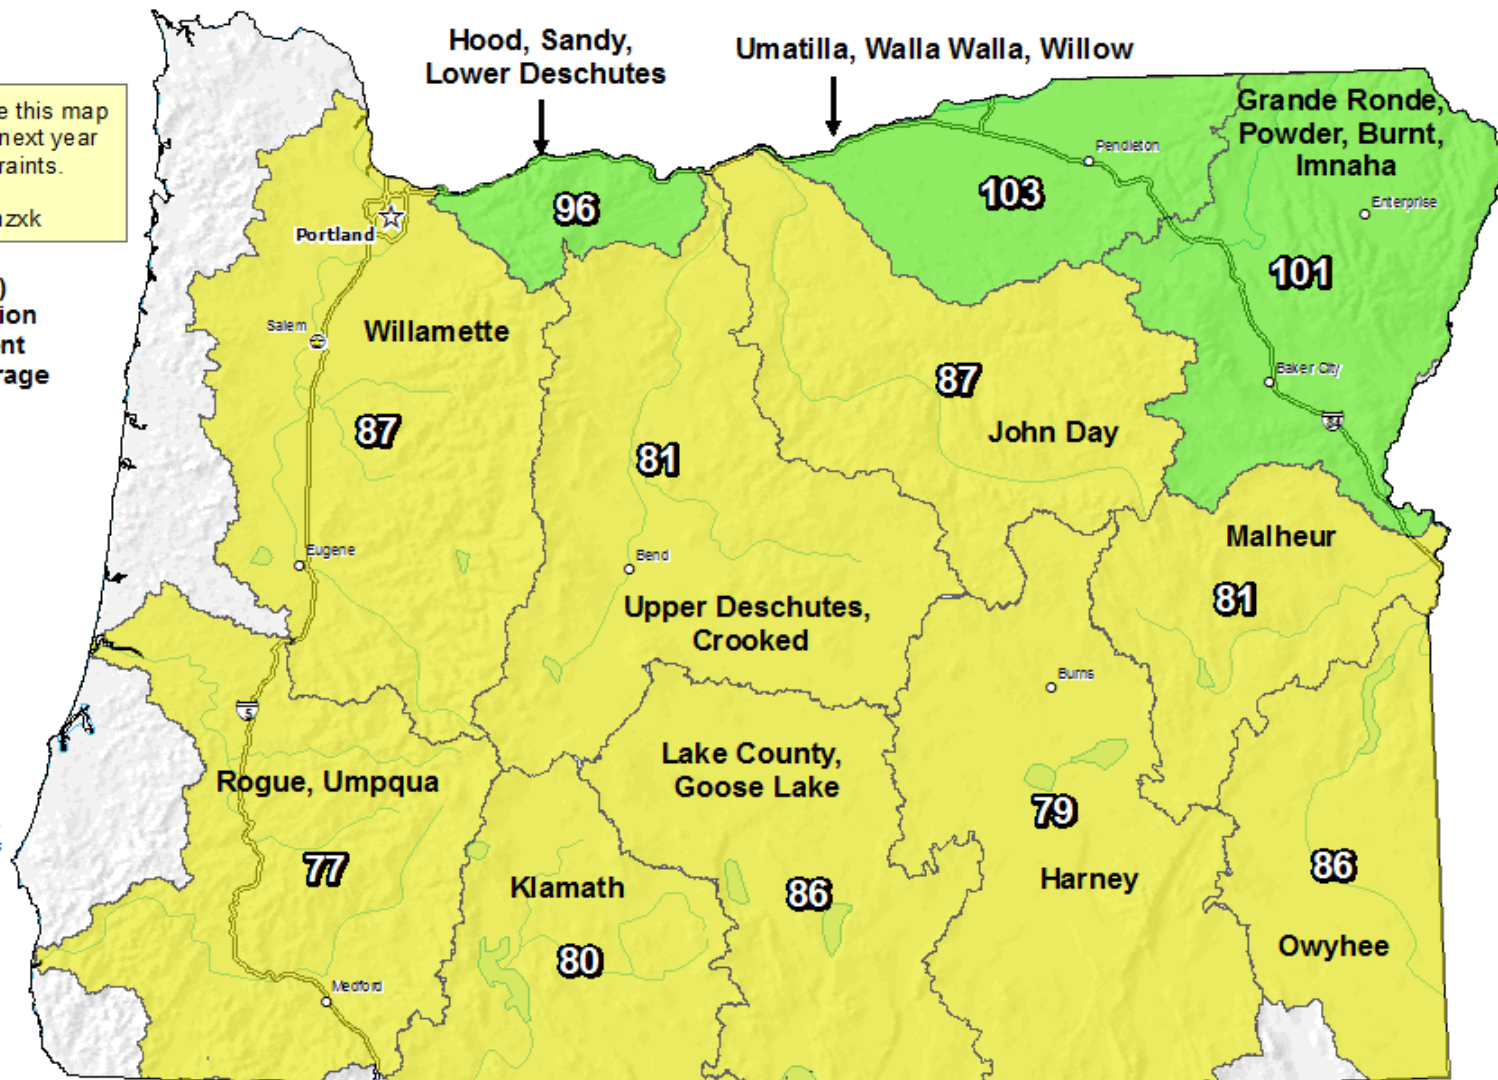 Hood, Sandy,
Lower Deschutes
Umatilla, Walla Walla, Willow
e this map
next year
raints.
zxk
Grande Ronde,
Powder, Burnt,
Imnaha
Pendleton
103
96
Enterprise
Portland
101
)
ion
nt
rage
Salem
Willamette
Baker City
87
John Day
84
87
81
Malheur
Eugene
Bend
81
Upper Deschutes,
Crooked
Burns
5
Lake County,
Goose Lake
Rogue, Umpqua
79
77
Klamath
86
Harney
86
80
Owyhee
Medford